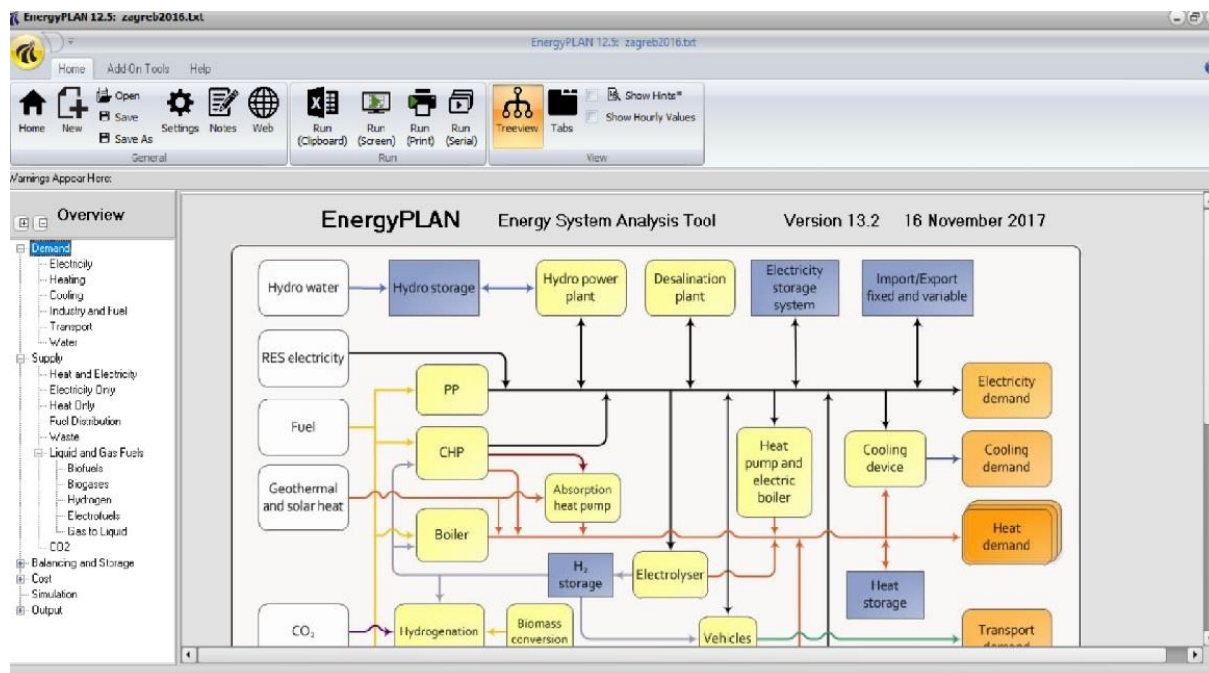 EnergyPLAN 12.5: zagreb2016.txt
EnergyPLAN 12.5: zagreb2016.txt
Home Add-On Tools Help
Home
New
Open
Save
Save As
Settings
Notes
Web
General
Run
(Clipboard)
Run
(Screen)
Run
(Print)
Run
(Serial)
Run
Treeview
Tabs
Show Hints*
Show Hourly Values
View
Warnings Appear Here:
Overview
Demand
Electricity
Heating
Cooling
Industry and Fuel
Transport
Water
Supply
Heat and Electricity
Electricity Only
Heat Only
Fuel Distribution
Waste
Liquid and Gas Fuels
Biofuels
Biogases
Hydrogen
Electrofuels
Gas to Liquid
CO2
Balancing and Storage
Cost
Simulation
Output
EnergyPLAN Energy System Analysis Tool Version 13.2 16 November 2017
Hydro water
Hydro storage
Hydro power
plant
Desalination
plant
Electricity
storage
system
Import/Export
fixed and variable
RES electricity
PP
Electricity
demand
Fuel
CHP
Heat
pump and
electric
boiler
Cooling
device
Cooling
demand
Geothermal
and solar heat
Absorption
heat pump
Boiler
Heat
demand
H₂
storage
Electrolyser
Heat
storage
CO₂
Hydrogenation
Biomass
conversion
Vehicles
Transport
demand